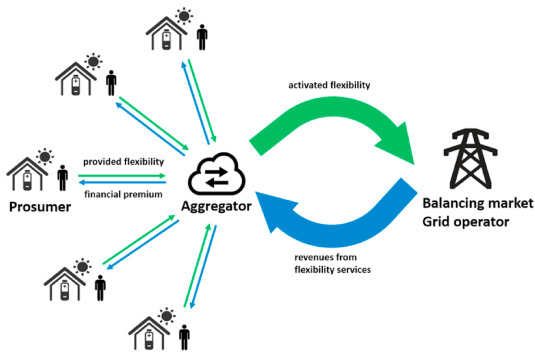 activated flexibility
provided flexibility
financial premium
Prosumer
Aggregator
Balancing market
Grid operator
revenues from
flexibility services